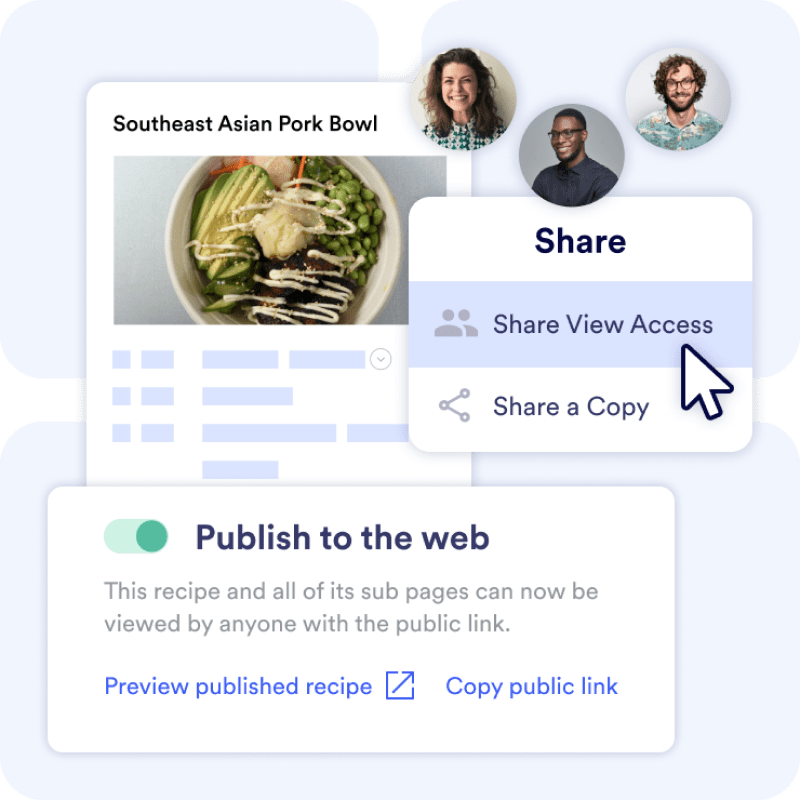 Southeast Asian Pork Bowl
Share
Share View Access
Share a Copy
Publish to the web
This recipe and all of its sub pages can now be
viewed by anyone with the public link.
Preview published recipe
Copy public link